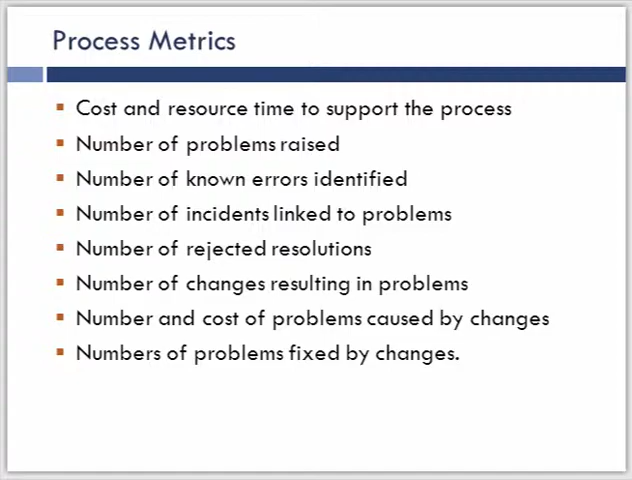 Process Metrics
Cost and resource time to support the process
Number of problems raised
Number of known errors identified
Number of incidents linked to problems
Number of rejected resolutions
Number of changes resulting in problems
Number and cost of problems caused by changes
Numbers of problems fixed by changes.